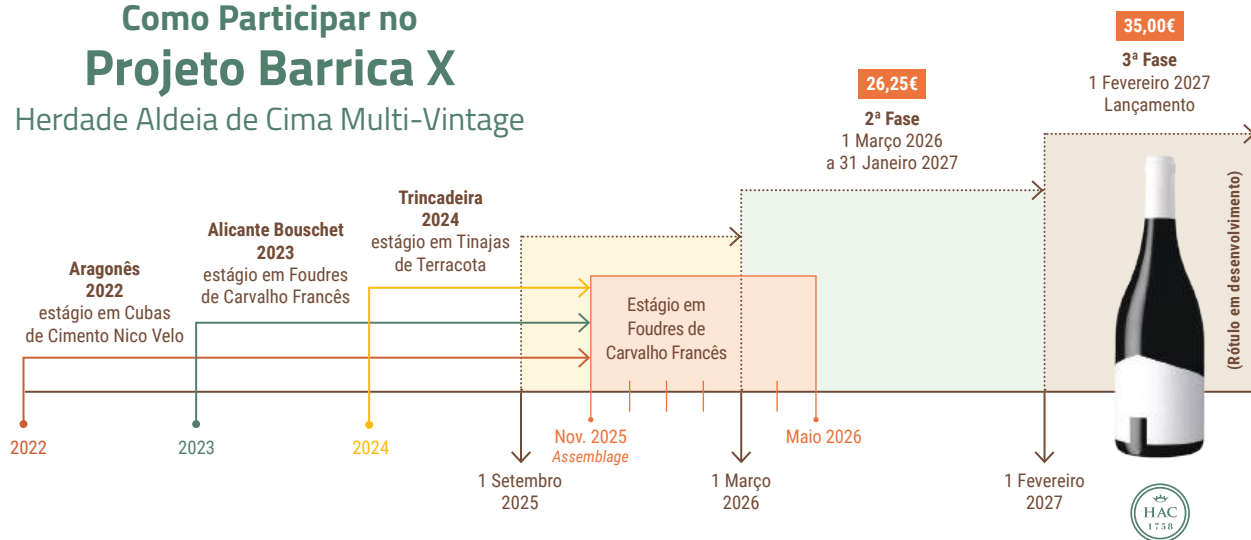 Como Participar no
Projeto Barrica X
Herdade Aldeia de Cima Multi-Vintage
35,00€
3ª Fase
1 Fevereiro 2027
Lançamento
26,25€
2ª Fase
1 Março 2026
a 31 Janeiro 2027
Trincadeira
2024
estágio em Tinajas
de Terracota
Alicante Bouschet
2023
estágio em Foudres
de Carvalho Francês
Aragonês
2022
estágio em Cubas
de Cimento Nico Velo
Estágio em
Foudres de
Carvalho Francês
(Rótulo em desenvolvimento)
2022
2023
2024
Nov. 2025
Assemblage
Maio 2026
1 Setembro
2025
1 Março
2026
1 Fevereiro
2027
HAC
1758